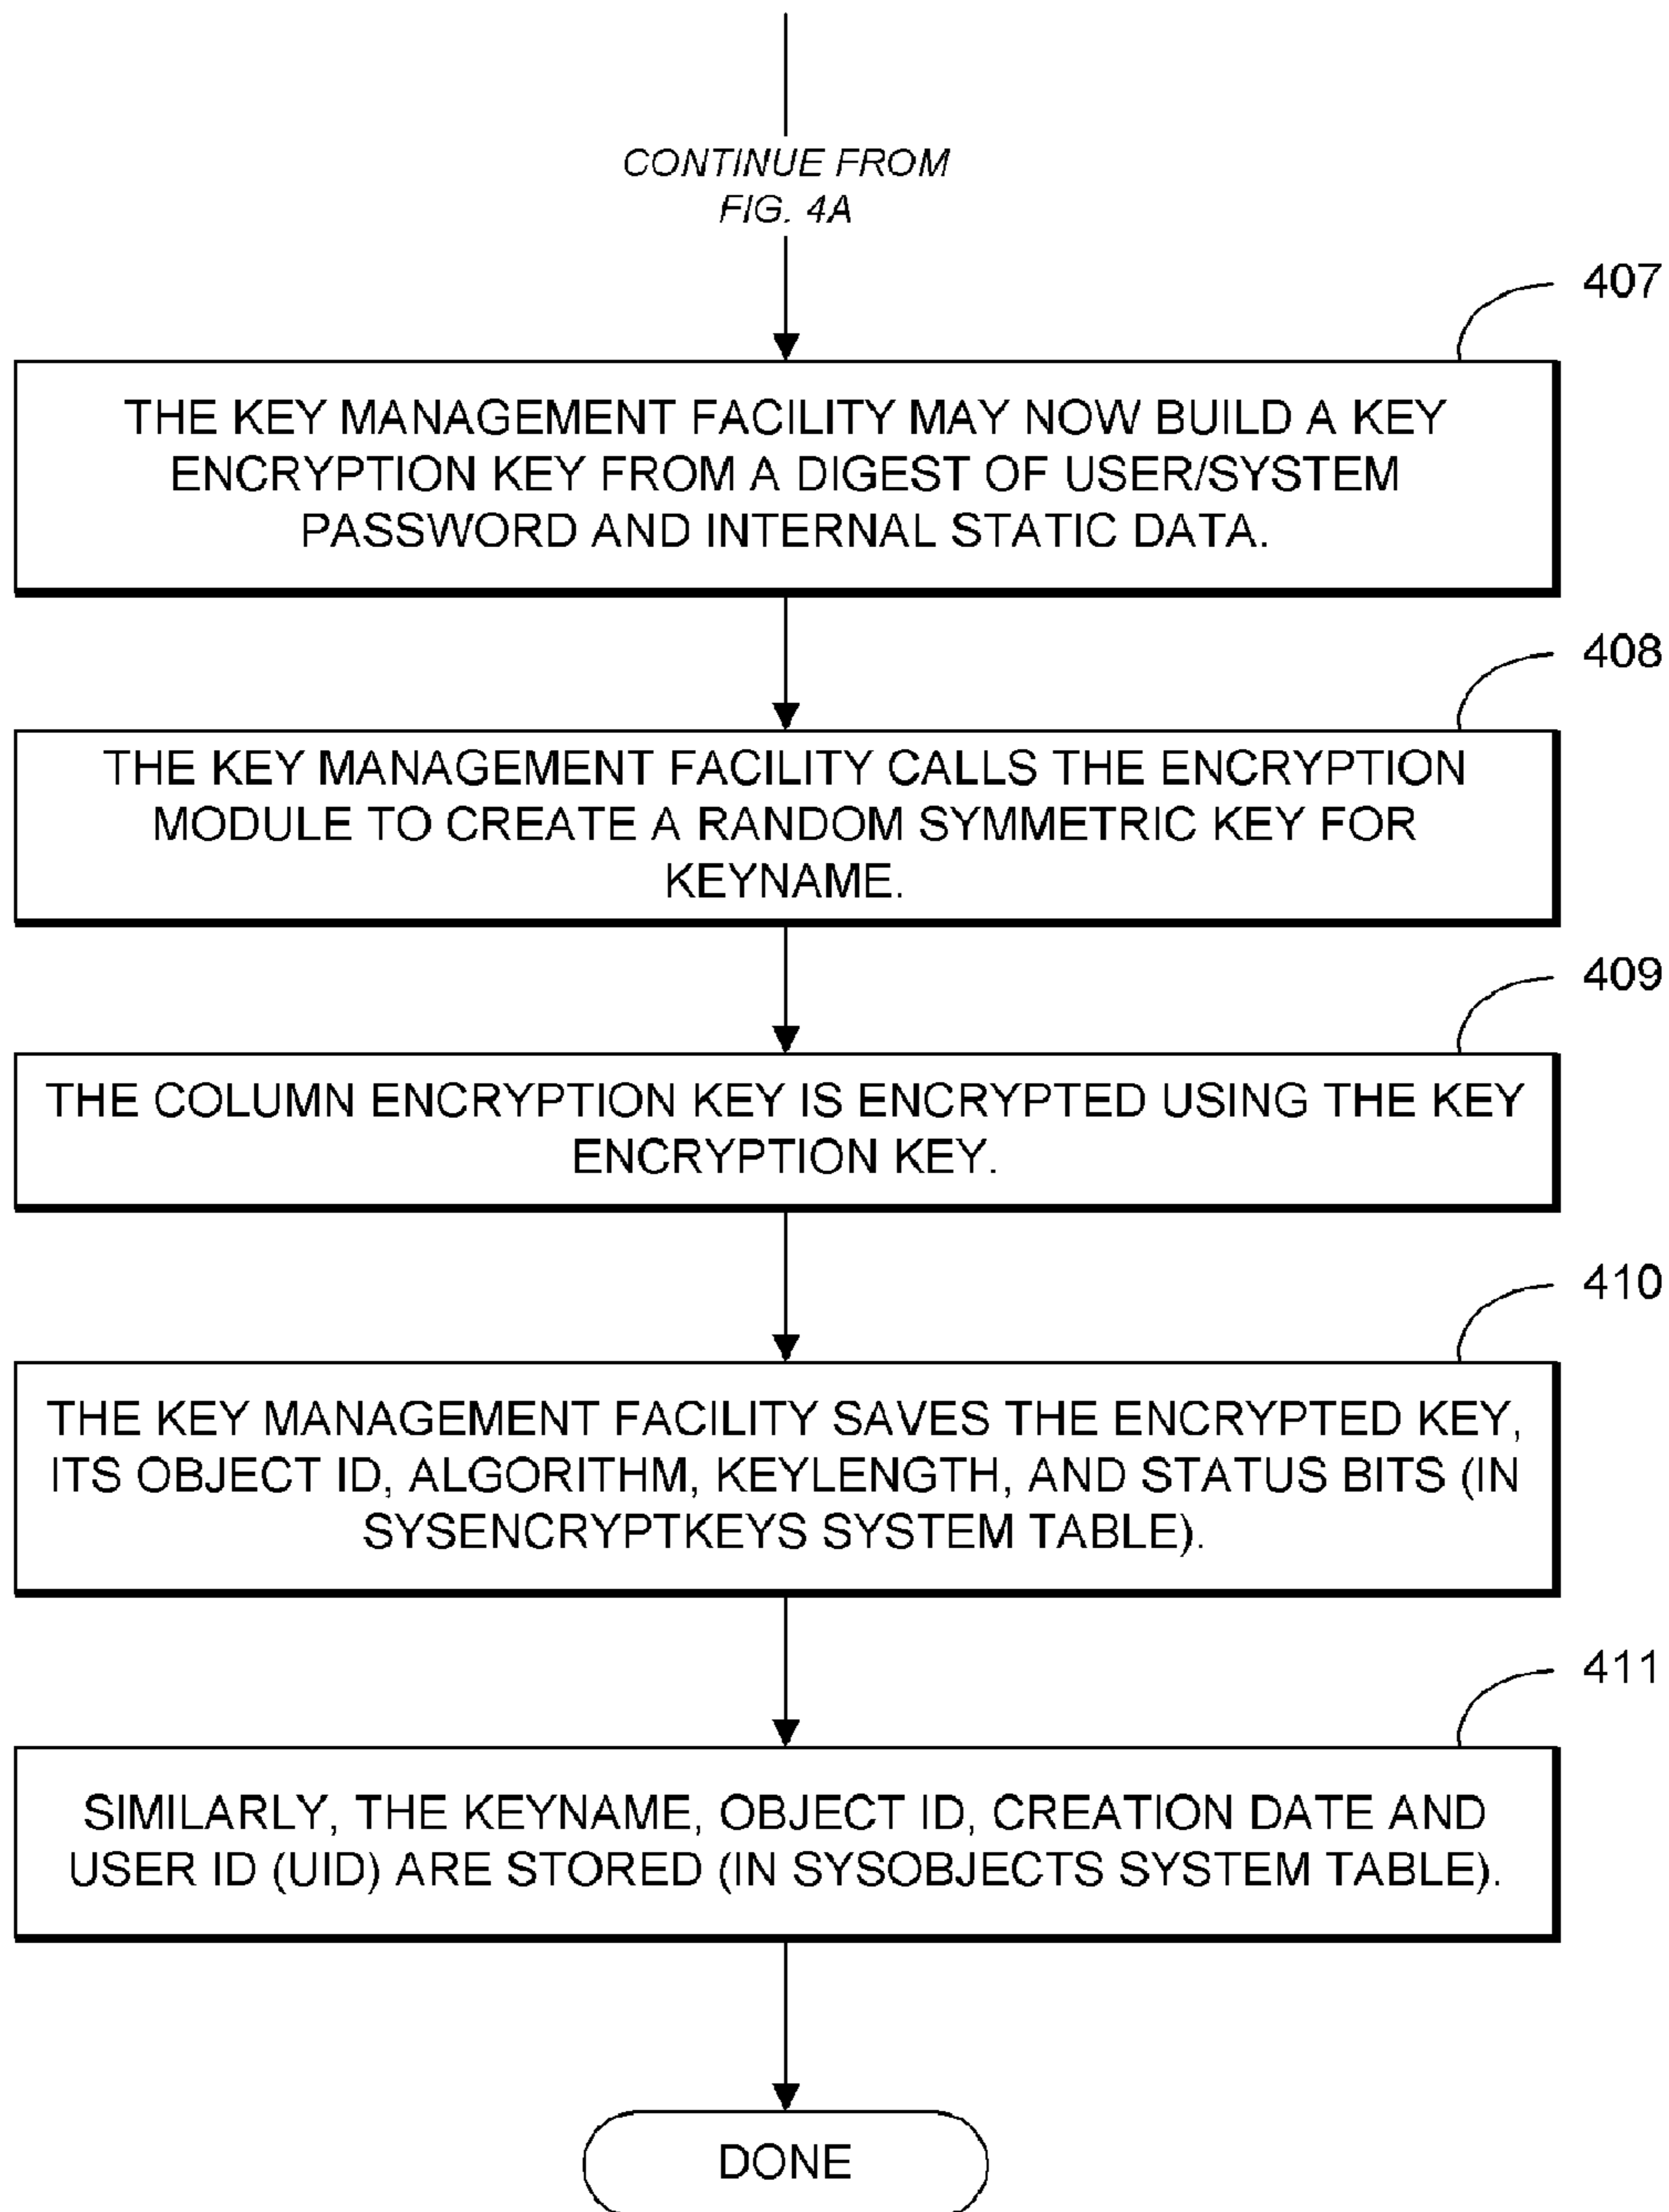 CONTINUE FROM
FIG. 4A
407
THE KEY MANAGEMENT FACILITY MAY NOW BUILD A KEY
ENCRYPTION KEY FROM A DIGEST OF USER/SYSTEM
PASSWORD AND INTERNAL STATIC DATA.
408
THE KEY MANAGEMENT FACILITY CALLS THE ENCRYPTION
MODULE TO CREATE A RANDOM SYMMETRIC KEY FOR
KEYNAME.
409
THE COLUMN ENCRYPTION KEY IS ENCRYPTED USING THE KEY
ENCRYPTION KEY.
410
THE KEY MANAGEMENT FACILITY SAVES THE ENCRYPTED KEY,
ITS OBJECT ID, ALGORITHM, KEYLENGTH, AND STATUS BITS (IN
SYSENCRYPTKEYS SYSTEM TABLE).
411
SIMILARLY, THE KEYNAME, OBJECT ID, CREATION DATE AND
USER ID (UID) ARE STORED (IN SYSOBJECTS SYSTEM TABLE).
DONE